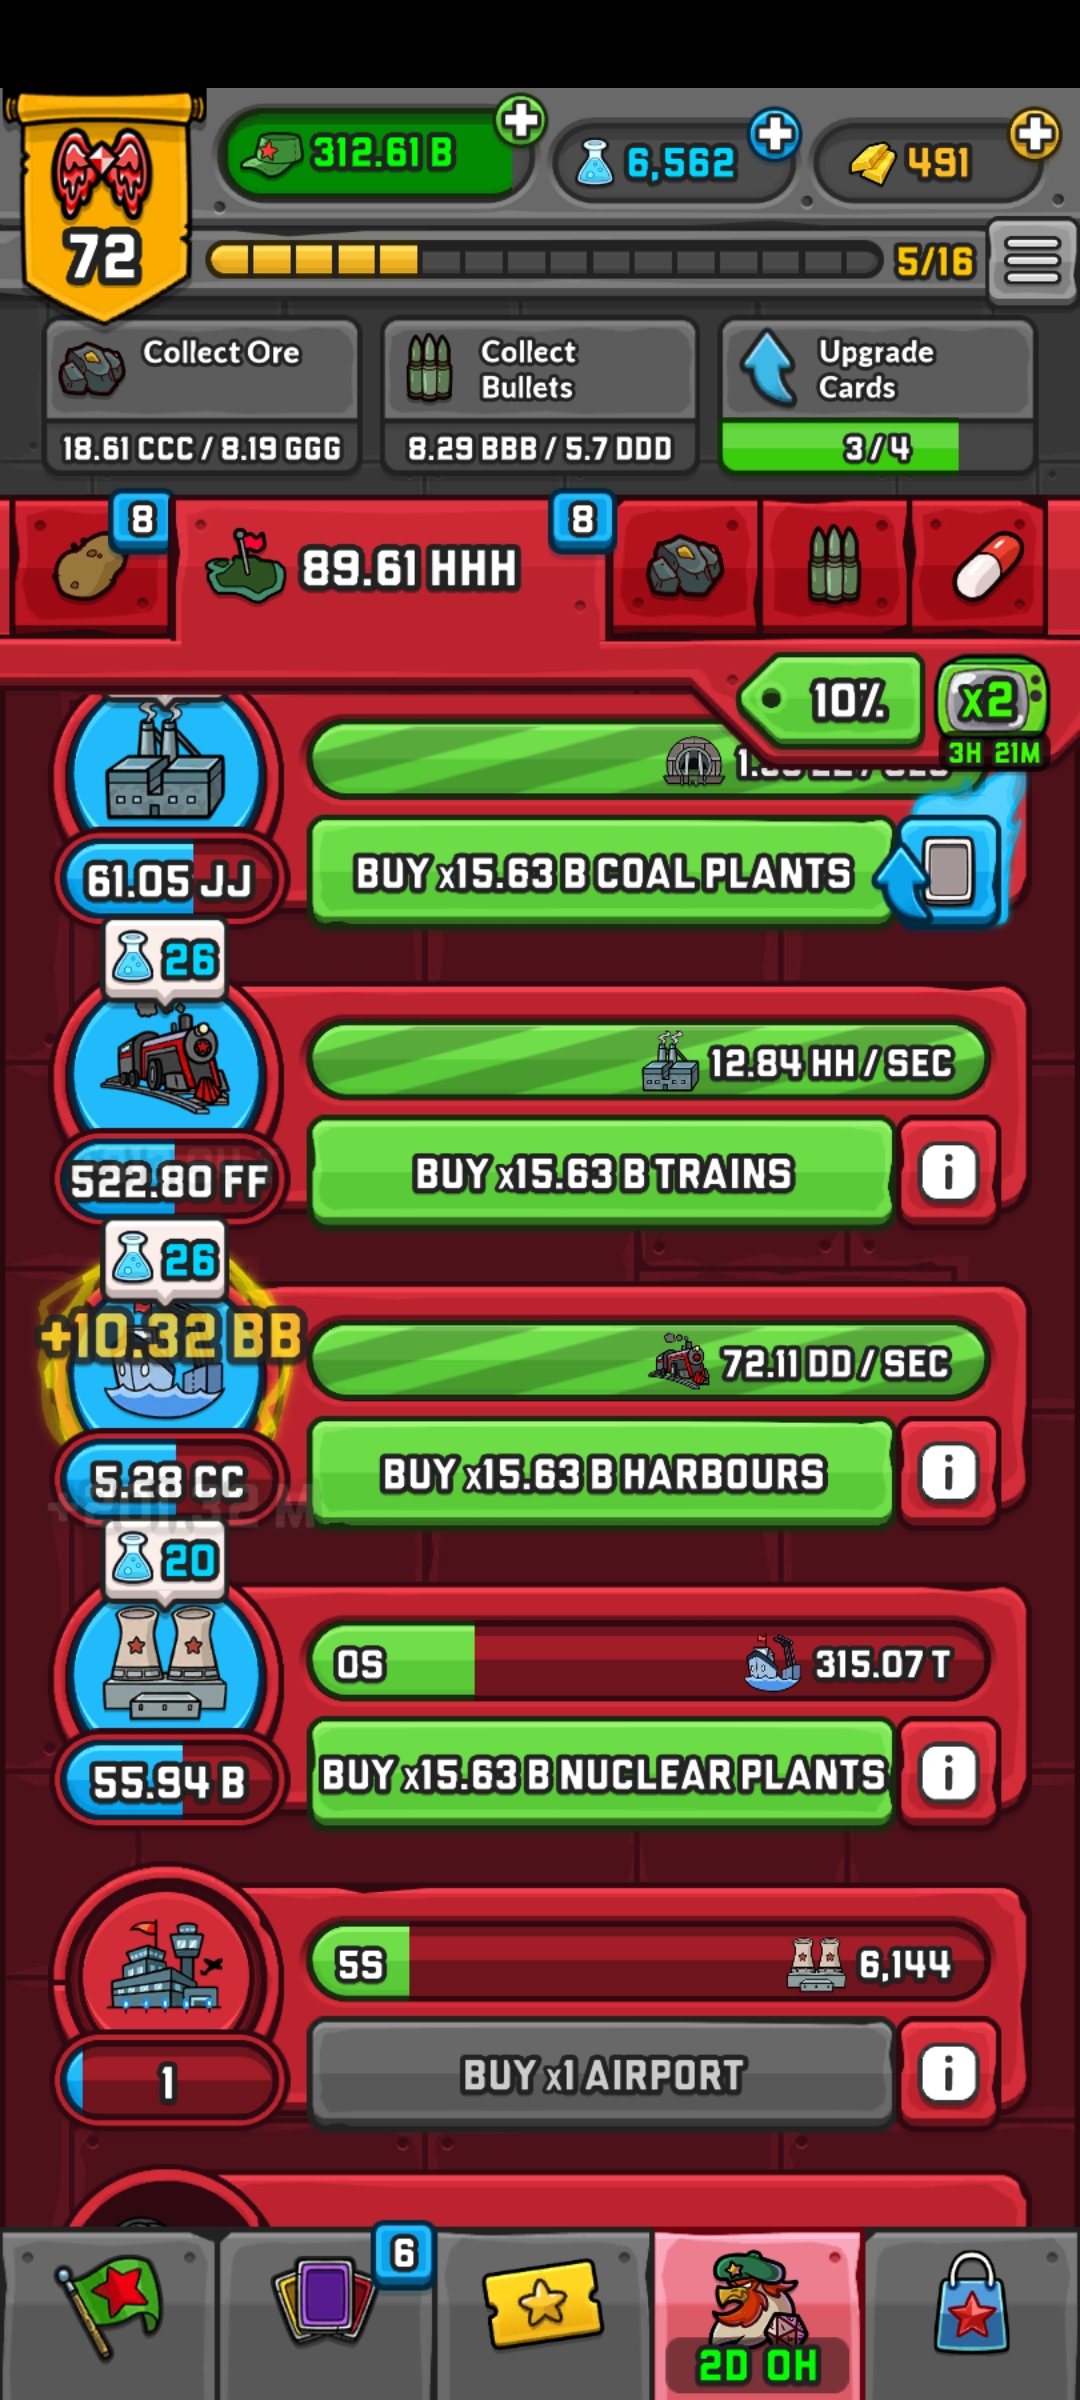 312.61 B
6,562
491
72
5/16
Collect Ore
18.61 CCC / 8.19 GGG
Collect
Bullets
8.29 BBB / 5.7 DDD
Upgrade
Cards
3/4
8
89.61 HHH
8
10%
x2
3H 21M
61.05 JJ
BUY x15.63 B COAL PLANTS
26
12.84 HH / SEC
522.80 FF
BUY x15.63 B TRAINS
i
26
+10.32 BB
72.11 DD / SEC
5.28 CC
BUY x15.63 B HARBOURS
i
20
0S
315.07 T
55.94 B
BUY x15.63 B NUCLEAR PLANTS
i
5S
6,144
1
BUY x1 AIRPORT
i
6
2D 0H